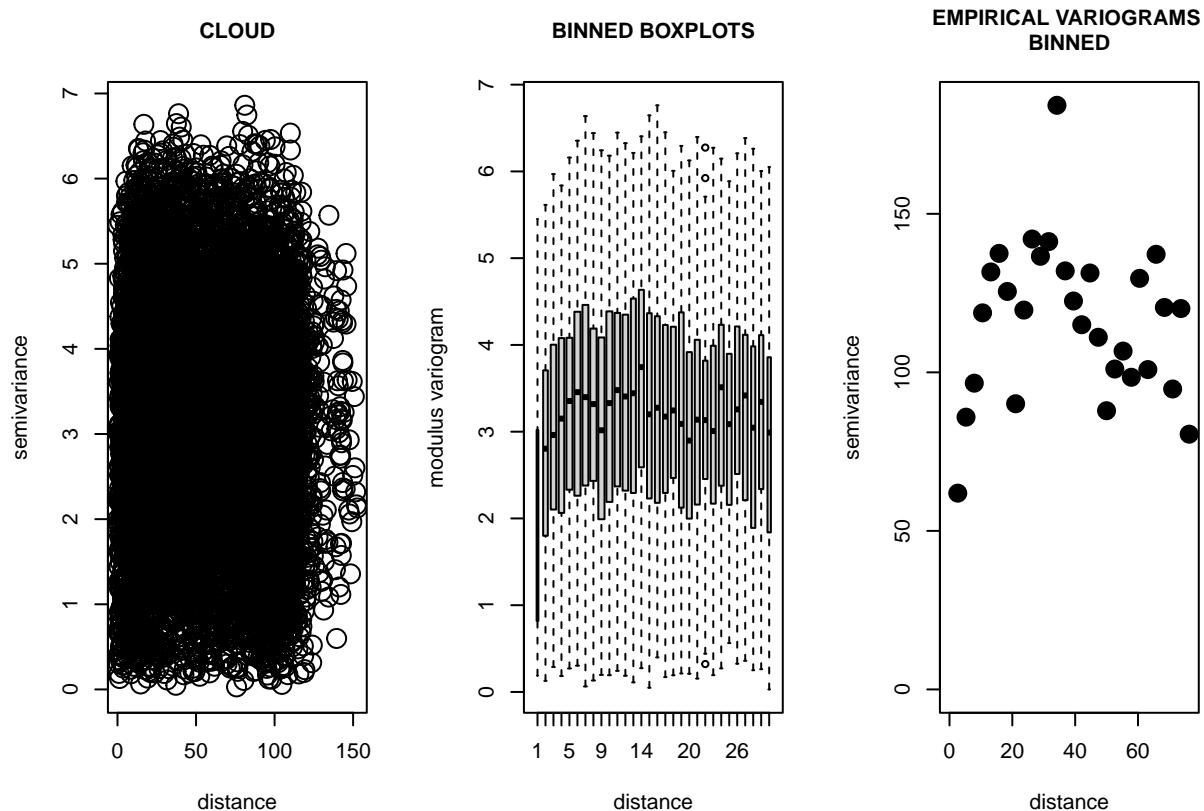 CLOUD
semivariance
7
6
5
4
3
2
1
0
0 50 100 150
distance
BINNED BOXPLOTS
modulus variogram
7
6
5
4
3
2
1
0
1 5 9 14 20 26
distance
EMPIRICAL VARIOGRAMS
BINNED
semivariance
150
100
50
0
0 20 40 60
distance